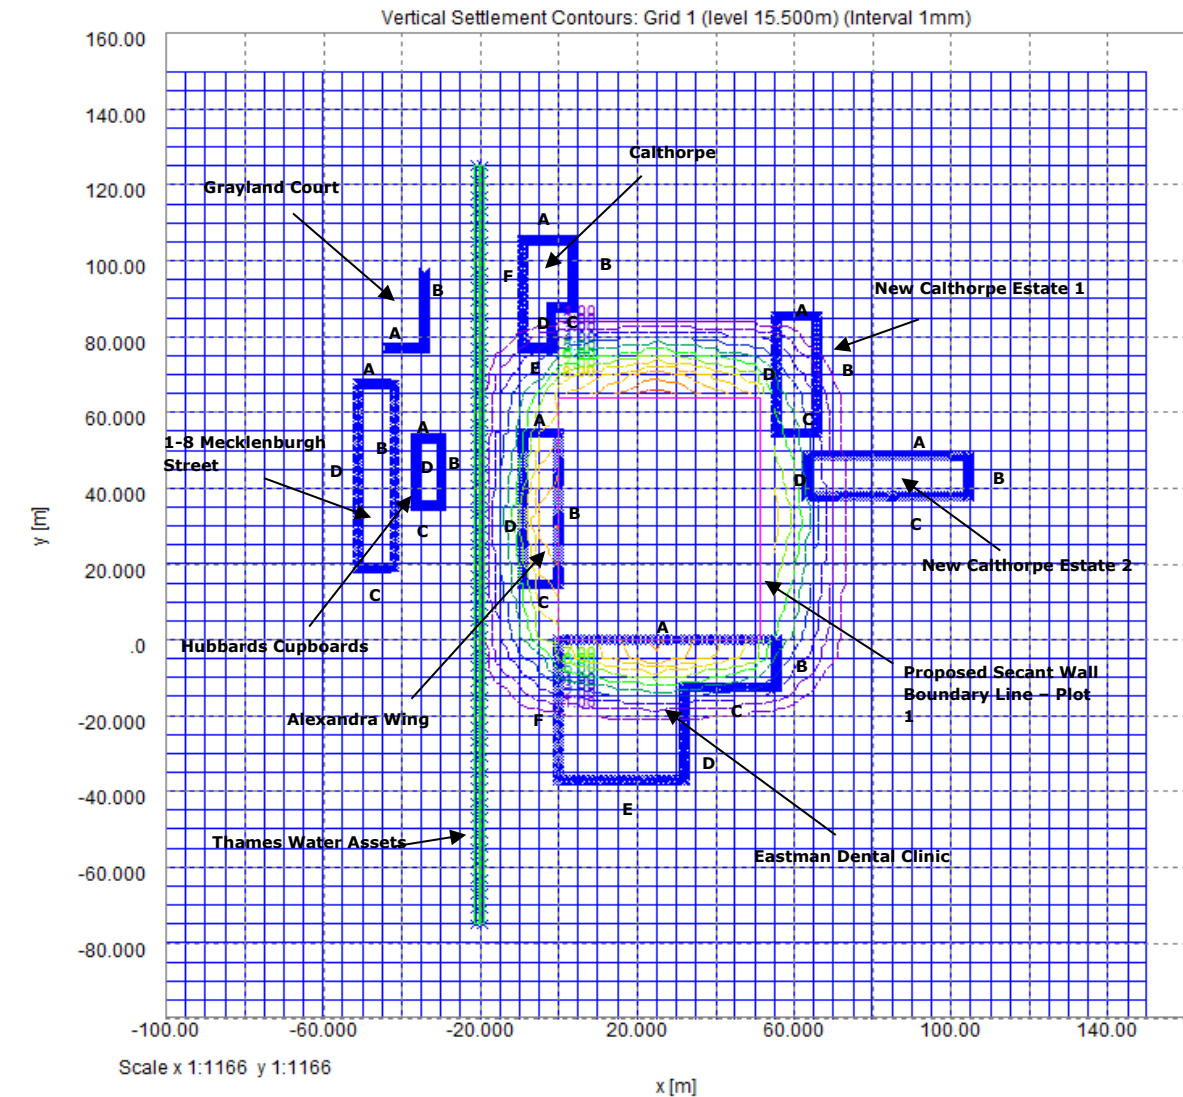 Vertical Settlement Contours: Grid 1 (level 15.500m) (Interval 1mm)
160.00
140.00
Calthorpe
120.00
Grayland Court
A
100.00
F
B
B
New Calthorpe Estate 1
A
D
C
A
80.00
A
E
D
B
60.00
A
A
C
1-8 Mecklenburgh
Street
B
A
D
D
B
D
B
40.00
D
B
C
C
New Calthorpe Estate 2
20.000
C
C
A
.0
Hubbards Cupboards
B
Proposed Secant Wall
Boundary Line – Plot
1
Alexandra Wing
F
C
-20.000
D
-40.000
E
Thames Water Assets
Eastman Dental Clinic
-60.000
-80.000
y [m]
-100.00
-60.000
-20.000
20.000
60.000
100.00
140.00
Scale x 1:1166 y 1:1166
x [m]